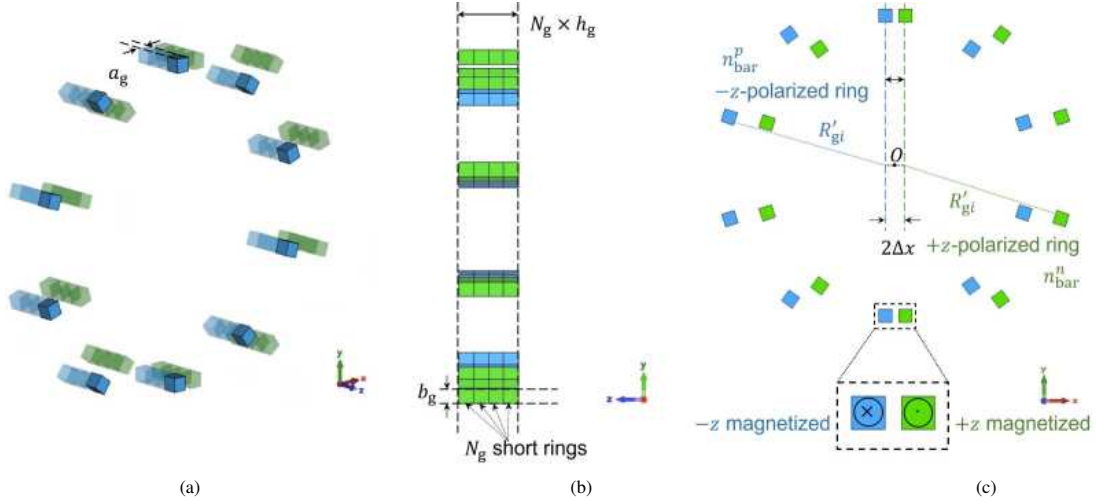 a_g
y
x
z
(a)
N_g × h_g
b_g
N_g short rings
y
z
(b)
n^p_bar
−z-polarized ring
R'_gi
O
R'_gi
2Δx
+z-polarized ring
n^n_bar
−z magnetized
+z magnetized
y
x
(c)